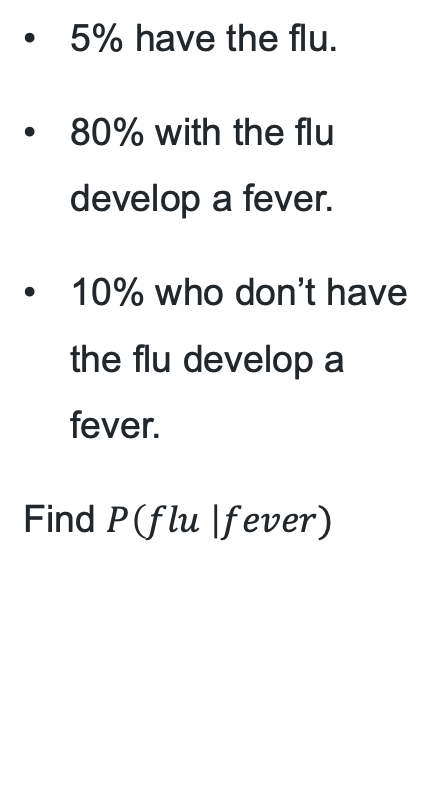 • 5% have the flu.
• 80% with the flu
develop a fever.
• 10% who don’t have
the flu develop a
fever.
Find P(flu |fever)